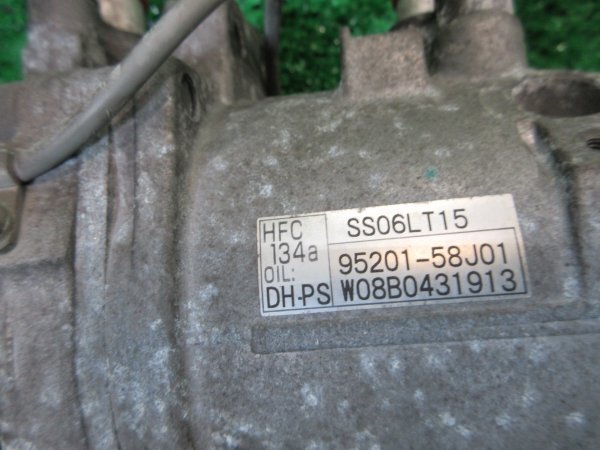 HFC
134a
OIL:
DH-PS
SS06LT15
95201-58J01
W08B0431913